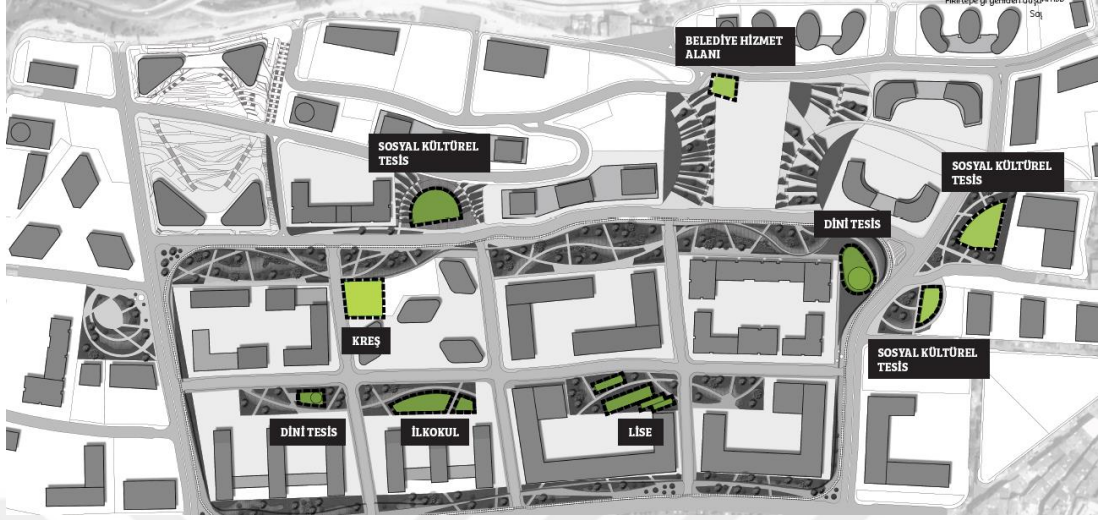 Saç
BELEDİYE HİZMET
ALANI
SOSYAL KÜLTÜREL
TESİS
SOSYAL KÜLTÜREL
TESİS
DİNİ TESİS
KREŞ
SOSYAL KÜLTÜREL
TESİS
DİNİ TESİS
İLKOKUL
LİSE